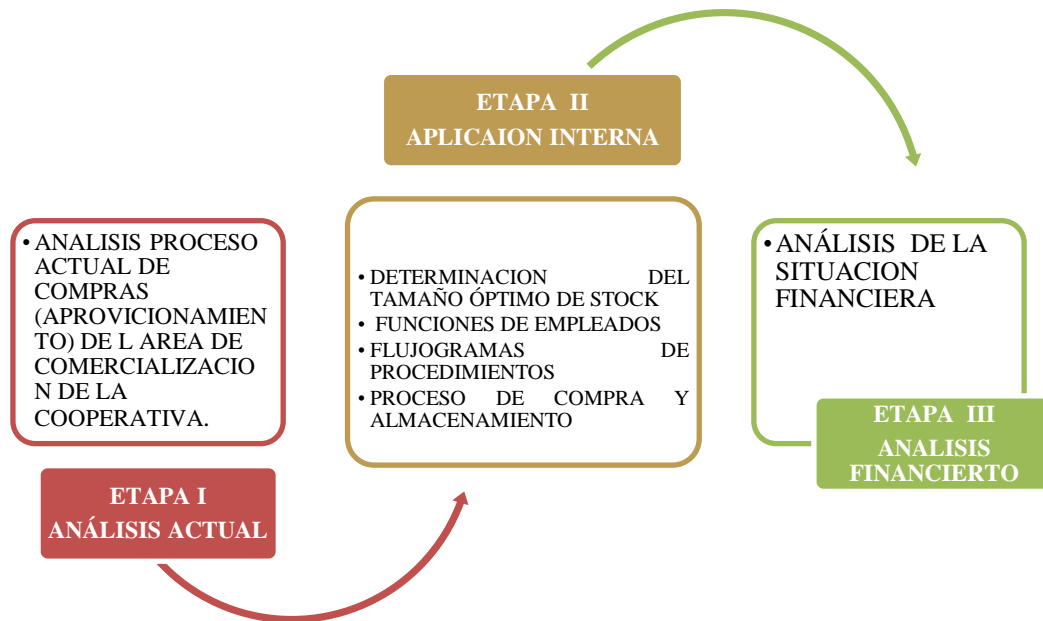 • ANALISIS PROCESO
ACTUAL DE
COMPRAS
(APROVICIONAMIEN
TO) DE L AREA DE
COMERCIALIZACIO
N DE LA
COOPERATIVA.
ETAPA I
ANÁLISIS ACTUAL
ETAPA II
APLICAION INTERNA
• DETERMINACION DEL
TAMAÑO ÓPTIMO DE STOCK
• FUNCIONES DE EMPLEADOS
• FLUJOGRAMAS DE
PROCEDIMIENTOS
• PROCESO DE COMPRA Y
ALMACENAMIENTO
• ANÁLISIS DE LA
SITUACION
FINANCIERA
ETAPA III
ANALISIS
FINANCIERTO